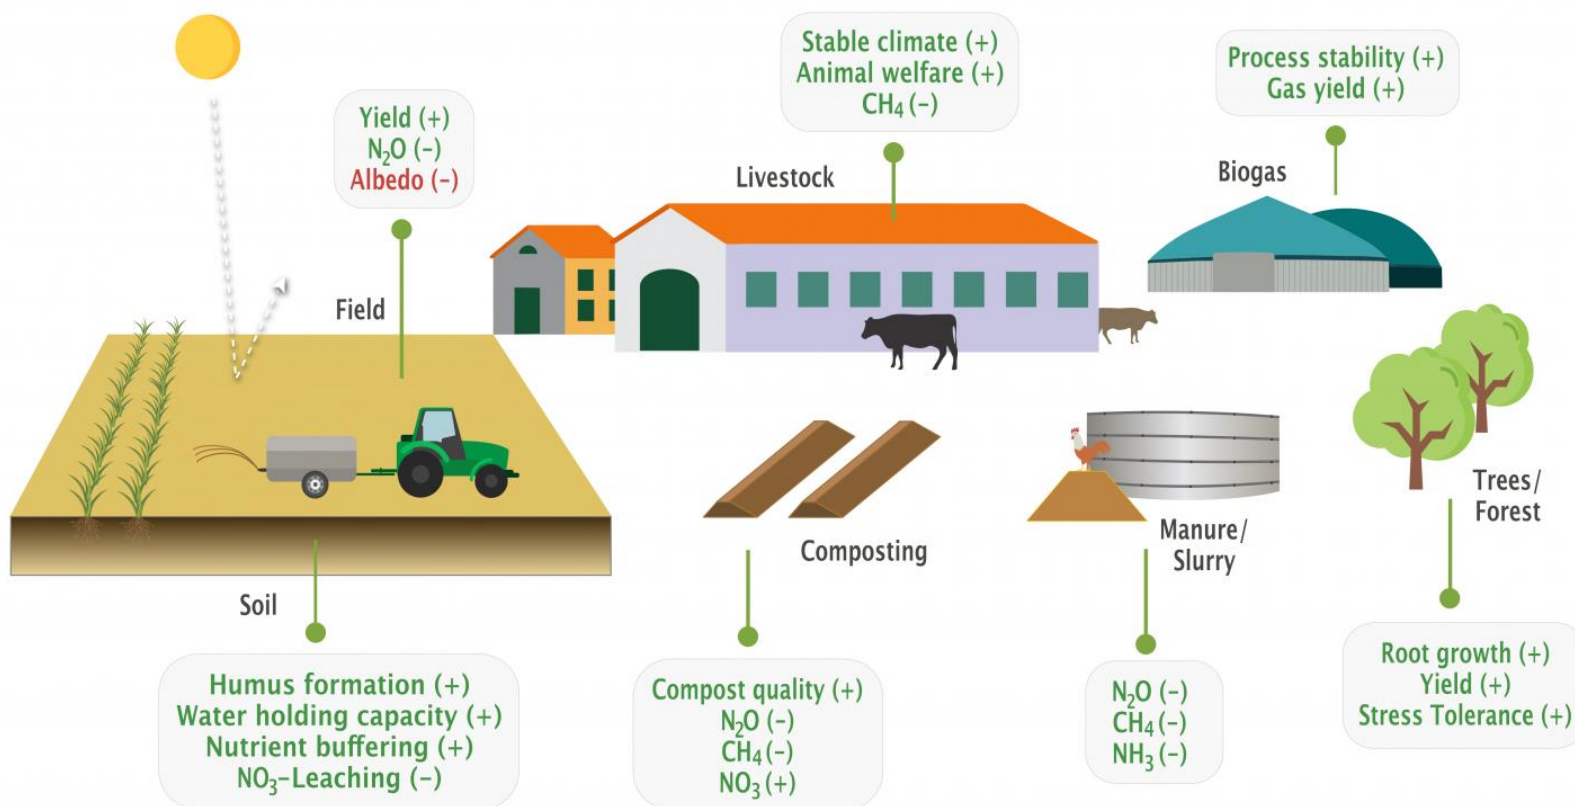 Yield (+)
N₂O (–)
Albedo (–)
Field
Stable climate (+)
Animal welfare (+)
CH₄ (–)
Livestock
Process stability (+)
Gas yield (+)
Biogas
Soil
Humus formation (+)
Water holding capacity (+)
Nutrient buffering (+)
NO₃–Leaching (–)
Composting
Compost quality (+)
N₂O (–)
CH₄ (–)
NO₃ (+)
Manure/
Slurry
N₂O (–)
CH₄ (–)
NH₃ (–)
Trees/
Forest
Root growth (+)
Yield (+)
Stress Tolerance (+)